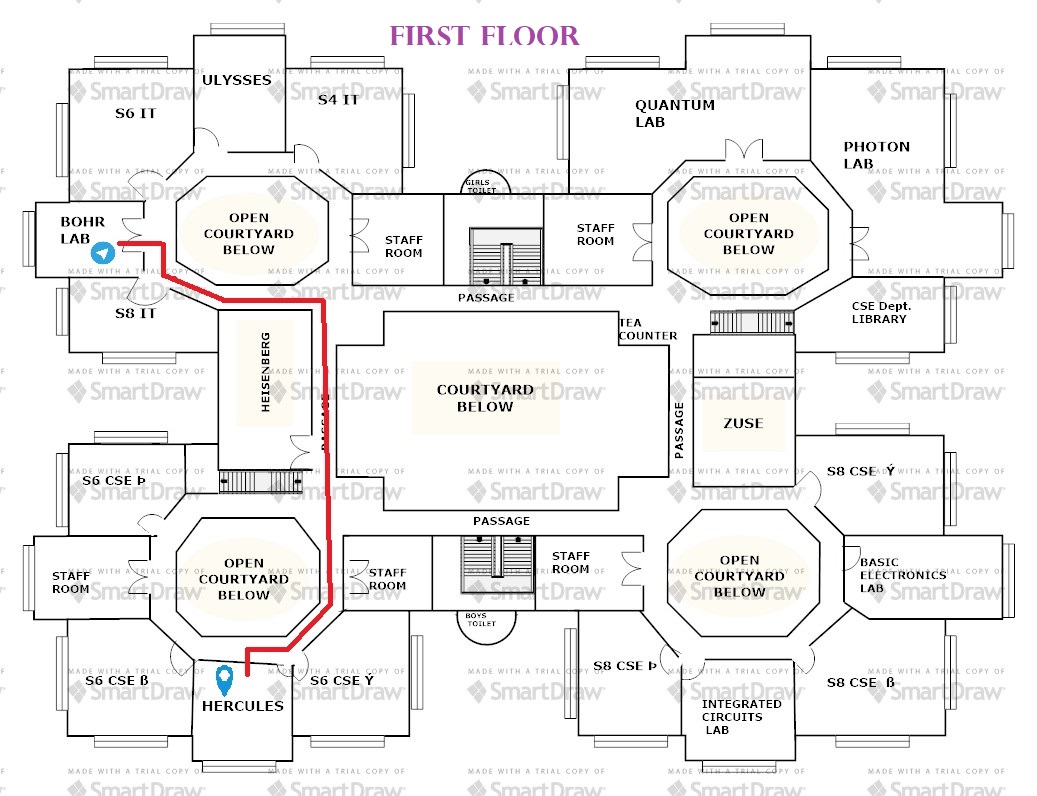 FIRST FLOOR
ULYSSES
S6 IT
S4 IT
QUANTUM
LAB
PHOTON
LAB
GIRLS
TOILET
BOHR
LAB
OPEN
COURTYARD
BELOW
STAFF
ROOM
STAFF
ROOM
OPEN
COURTYARD
BELOW
PASSAGE
S8 IT
TEA
COUNTER
CSE Dept.
LIBRARY
HEISENBERG
PASSAGE
COURTYARD
BELOW
PASSAGE
ZUSE
S6 CSE Þ
S8 CSE Ý
PASSAGE
STAFF
ROOM
OPEN
COURTYARD
BELOW
STAFF
ROOM
STAFF
ROOM
OPEN
COURTYARD
BELOW
BASIC
ELECTRONICS
LAB
BOYS
TOILET
S6 CSE ß
HERCULES
S6 CSE Ý
S8 CSE Þ
INTEGRATED
CIRCUITS
LAB
S8 CSE ß
MADE WITH A TRIAL COPY OF
SmartDraw